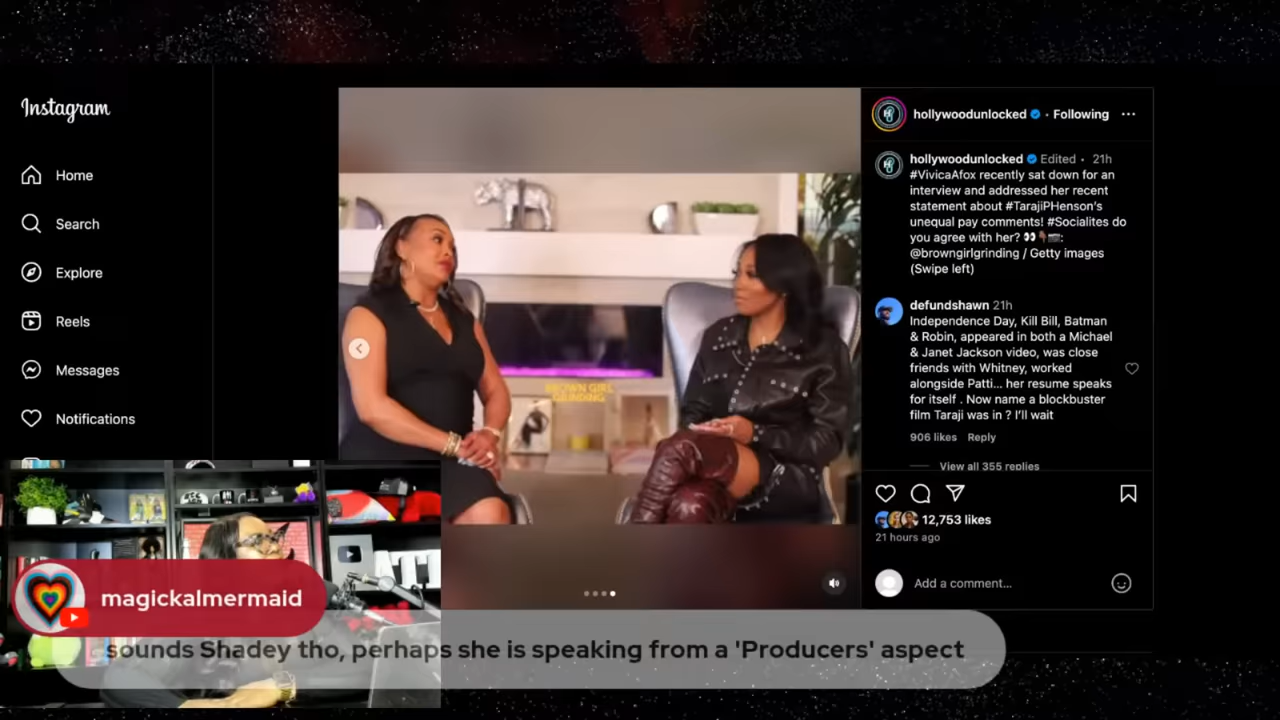 Instagram
Home
Search
Explore
Reels
Messages
Notifications
BROWN GIRL
GRINDING
hollywoodunlocked · Following
hollywoodunlocked Edited · 21h
#VivicaAfox recently sat down for an
interview and addressed her recent
statement about #TarajiPHenson's
unequal pay comments! #Socialites do
you agree with her? 👀👇🏾📸:
@browngirlgrinding / Getty images
(Swipe left)
defundshawn 21h
Independence Day, Kill Bill, Batman
& Robin, appeared in both a Michael
& Janet Jackson video, was close
friends with Whitney, worked
alongside Patti... her resume speaks
for itself . Now name a blockbuster
film Taraji was in ? I'll wait
906 likes Reply
View all 355 replies
12,753 likes
21 hours ago
Add a comment...
magickalmermaid
sounds Shadey tho, perhaps she is speaking from a 'Producers' aspect